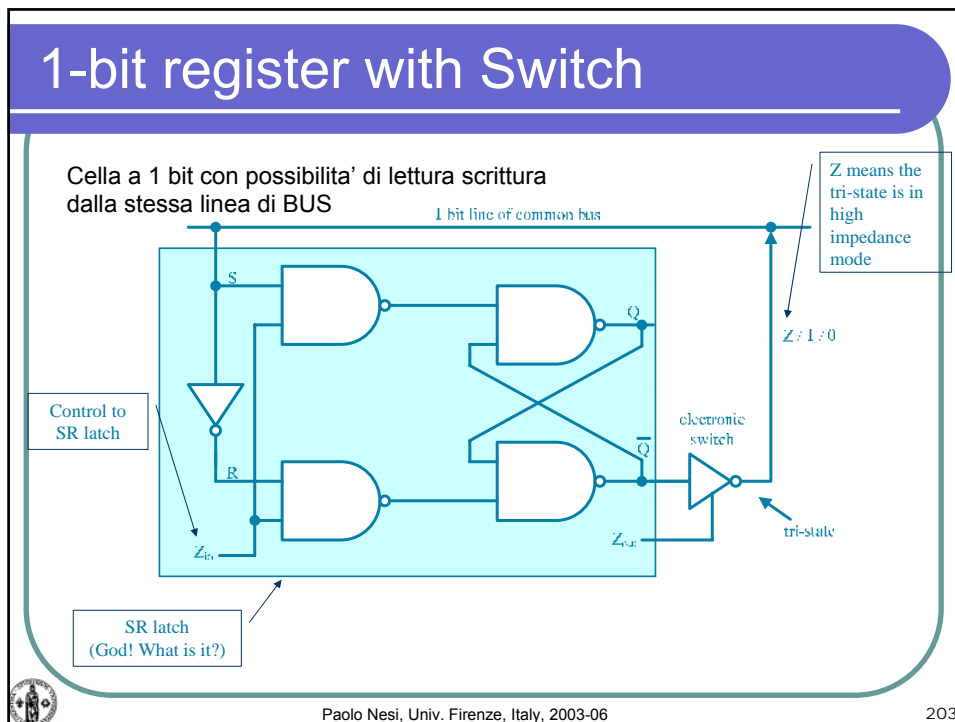 1-bit register with Switch
Cella a 1 bit con possibilita' di lettura scrittura
dalla stessa linea di BUS
Z means the
tri-state is in
high
impedance
mode
1 bit line of common bus
S
Q
Z / 1 / 0
Control to
SR latch
electronic
switch
Q
R
tri-state
Zin
Zout
SR latch
(God! What is it?)
Paolo Nesi, Univ. Firenze, Italy, 2003-06
203